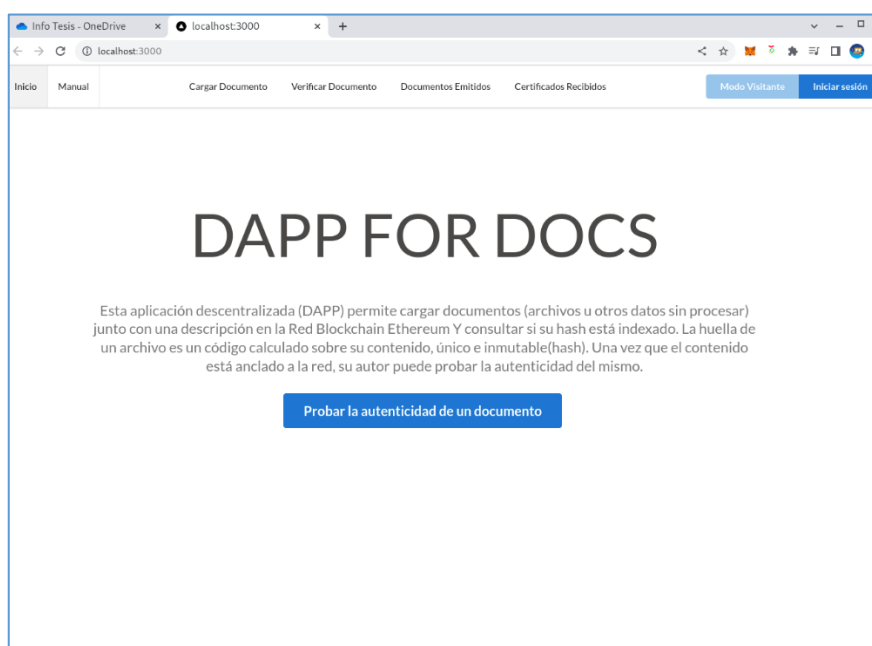 Info Tesis - OneDrive
localhost:3000
localhost:3000
Inicio Manual Cargar Documento Verificar Documento Documentos Emitidos Certificados Recibidos Modo Visitante Iniciar sesión
DAPP FOR DOCS
Esta aplicación descentralizada (DAPP) permite cargar documentos (archivos u otros datos sin procesar)
junto con una descripción en la Red Blockchain Ethereum Y consultar si su hash está indexado. La huella de
un archivo es un código calculado sobre su contenido, único e inmutable(hash). Una vez que el contenido
está anclado a la red, su autor puede probar la autenticidad del mismo.
Probar la autenticidad de un documento